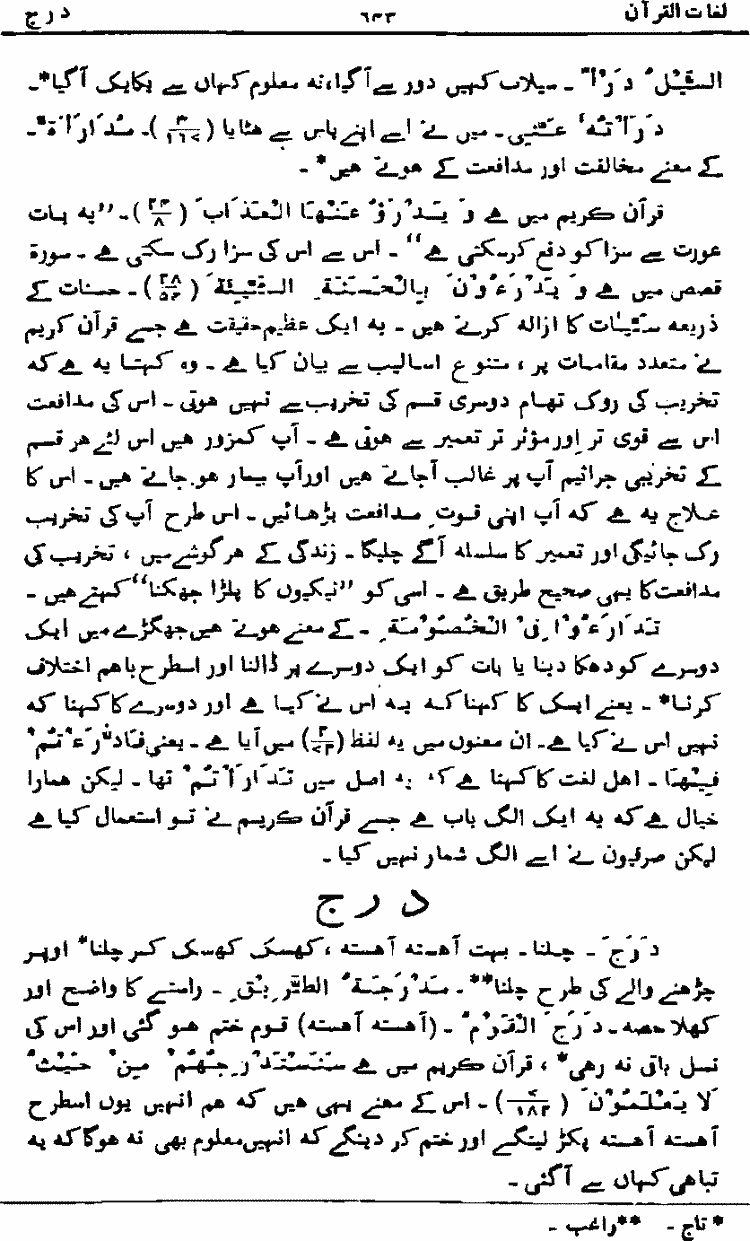 لغات القرآن ٦٤٣ د ر ج
السَّيْلُ دَرْأً ۔ سیلاب کہیں دور سے آگیا، نہ معلوم کہاں سے یکایک آگیا*۔
دَرَأْتُہُ عَنِّیْ۔ میں نے اسے اپنے پاس سے ہٹایا (۳/۱۶۷)۔ مُدَارَأَۃٌ۔
کے معنے مخالفت اور مدافعت کے ہوتے ہیں*۔
قرآن کریم میں ہے وَ یَدْرَؤُا عَنْہَا الْعَذَابَ (۲۴/۸)۔ ”یہ بات
عورت سے سزا کو دفع کرسکتی ہے“۔ اس سے اس کی سزا رک سکتی ہے ۔ سورۃ
قصص میں ہے وَ یَدْرَءُوْنَ بِالْحَسَنَۃِ السَّیِّئَۃَ (۲۸/۵۴)۔ حسنات کے
ذریعہ سیّئات کا ازالہ کرتے ہیں ۔ یہ ایک عظیم حقیقت ہے جسے قرآن کریم
نے متعدد مقامات پر ، متنوع اسالیب سے بیان کیا ہے ۔ وہ کہتا یہ ہے کہ
تخریب کی روک تھام دوسری قسم کی تخریب سے نہیں ہوتی ۔ اس کی مدافعت
اس سے قوی تر اور مؤثر تر تعمیر سے ہوتی ہے ۔ آپ کمزور ہیں اس لئے ہر قسم
کے تخریبی جراثیم آپ پر غالب آجاتے ہیں اور آپ بیمار ہو جاتے ہیں ۔ اس کا
علاج یہ ہے کہ آپ اپنی قوتِ مدافعت بڑھائیں ۔ اس طرح آپ کی تخریب
رک جائیگی اور تعمیر کا سلسلہ آگے چلیگا ۔ زندگی کے ہر گوشے میں ، تخریب کی
مدافعت کا یہی صحیح طریق ہے ۔ اسی کو ”نیکیوں کا پلڑا جھکنا“ کہتے ہیں ۔
تَدَارَءُوْا فِی الْخُصُوْمَۃِ ۔ کے معنے ہوتے ہیں جھگڑے میں ایک
دوسرے کو دھکا دینا یا بات کو ایک دوسرے پر ڈالنا اور اسطرح باہم اختلاف
کرنا*۔ یعنے ایک کا کہنا کہ یہ اس نے کیا ہے اور دوسرے کا کہنا کہ
نہیں اس نے کیا ہے۔ ان معنوں میں یہ لفظ (۲/۷۲) میں آیا ہے ۔ یعنی فَادّٰرَءْتُمْ
فِیْہَا ۔ اہل لغت کا کہنا ہے کہ یہ اصل میں تَدَارَأْتُمْ تھا ۔ لیکن ہمارا
خیال ہے کہ یہ ایک الگ باب ہے جسے قرآن کریم نے تو استعمال کیا ہے
لیکن صرفیون نے اسے الگ شمار نہیں کیا ۔
د ر ج
دَرَجَ ۔ چلنا ۔ بہت آہستہ آہستہ ، کھسک کھسک کر چلنا* اوپر
چڑھنے والے کی طرح چلنا**۔ مَدْرَجَۃُ الطَّرِیْقِ ۔ راستے کا واضح اور
کھلا حصہ۔ دَرَجَ الْقَوْمُ ۔ (آہستہ آہستہ) قوم ختم ہو گئی اور اس کی
نسل باقی نہ رہی*، قرآن کریم میں ہے سَنَسْتَدْرِجُہُمْ مِنْ حَیْثُ
لَا یَعْلَمُوْنَ (۷/۱۸۲)۔ اس کے معنے یہی ہیں کہ ہم انہیں یوں اسطرح
آہستہ آہستہ پکڑ لینگے اور ختم کر دینگے کہ انہیں معلوم بھی نہ ہوگا کہ یہ
تباہی کہاں سے آگئی ۔
*تاج ۔ **راغب ۔